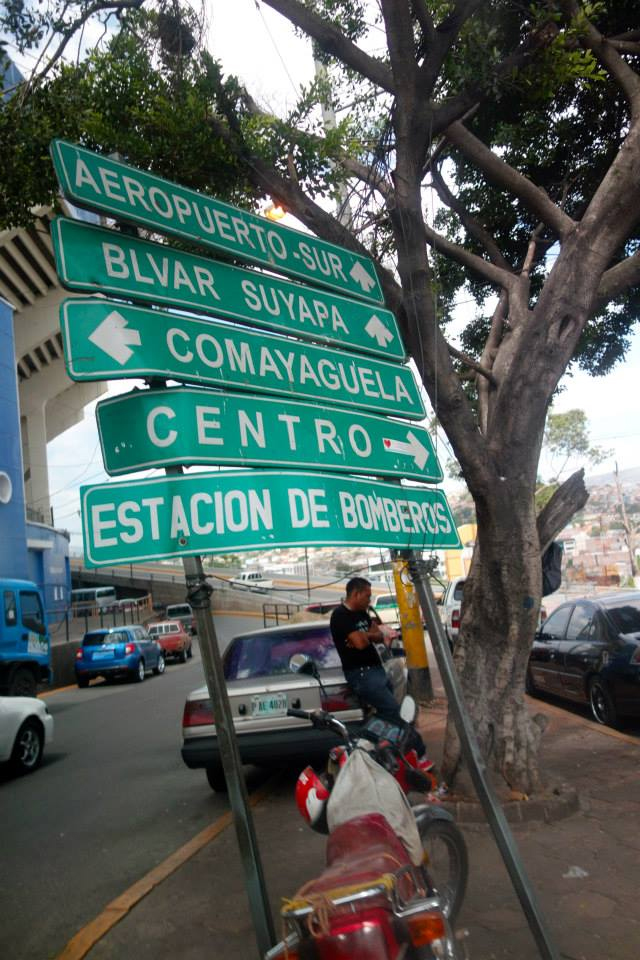 AEROPUERTO-SUR
BLVAR SUYAPA
COMAYAGUELA
CENTRO
ESTACION DE BOMBEROS